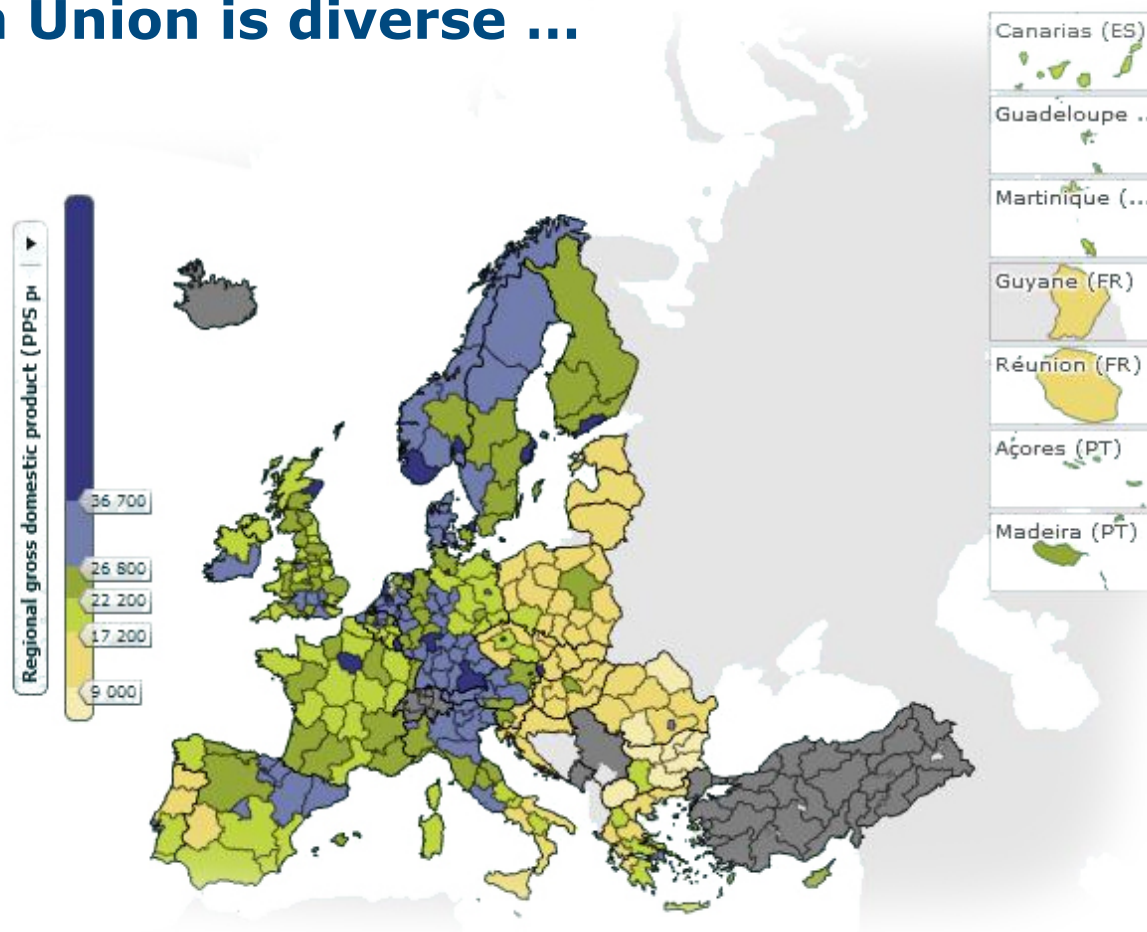 n Union is diverse ...
Regional gross domestic product (PPS p
36 700
26 800
22 200
17 200
9 000
Canarias (ES)
Guadeloupe ..
Martinique (...
Guyane (FR)
Réunion (FR)
Açores (PT)
Madeira (PT)